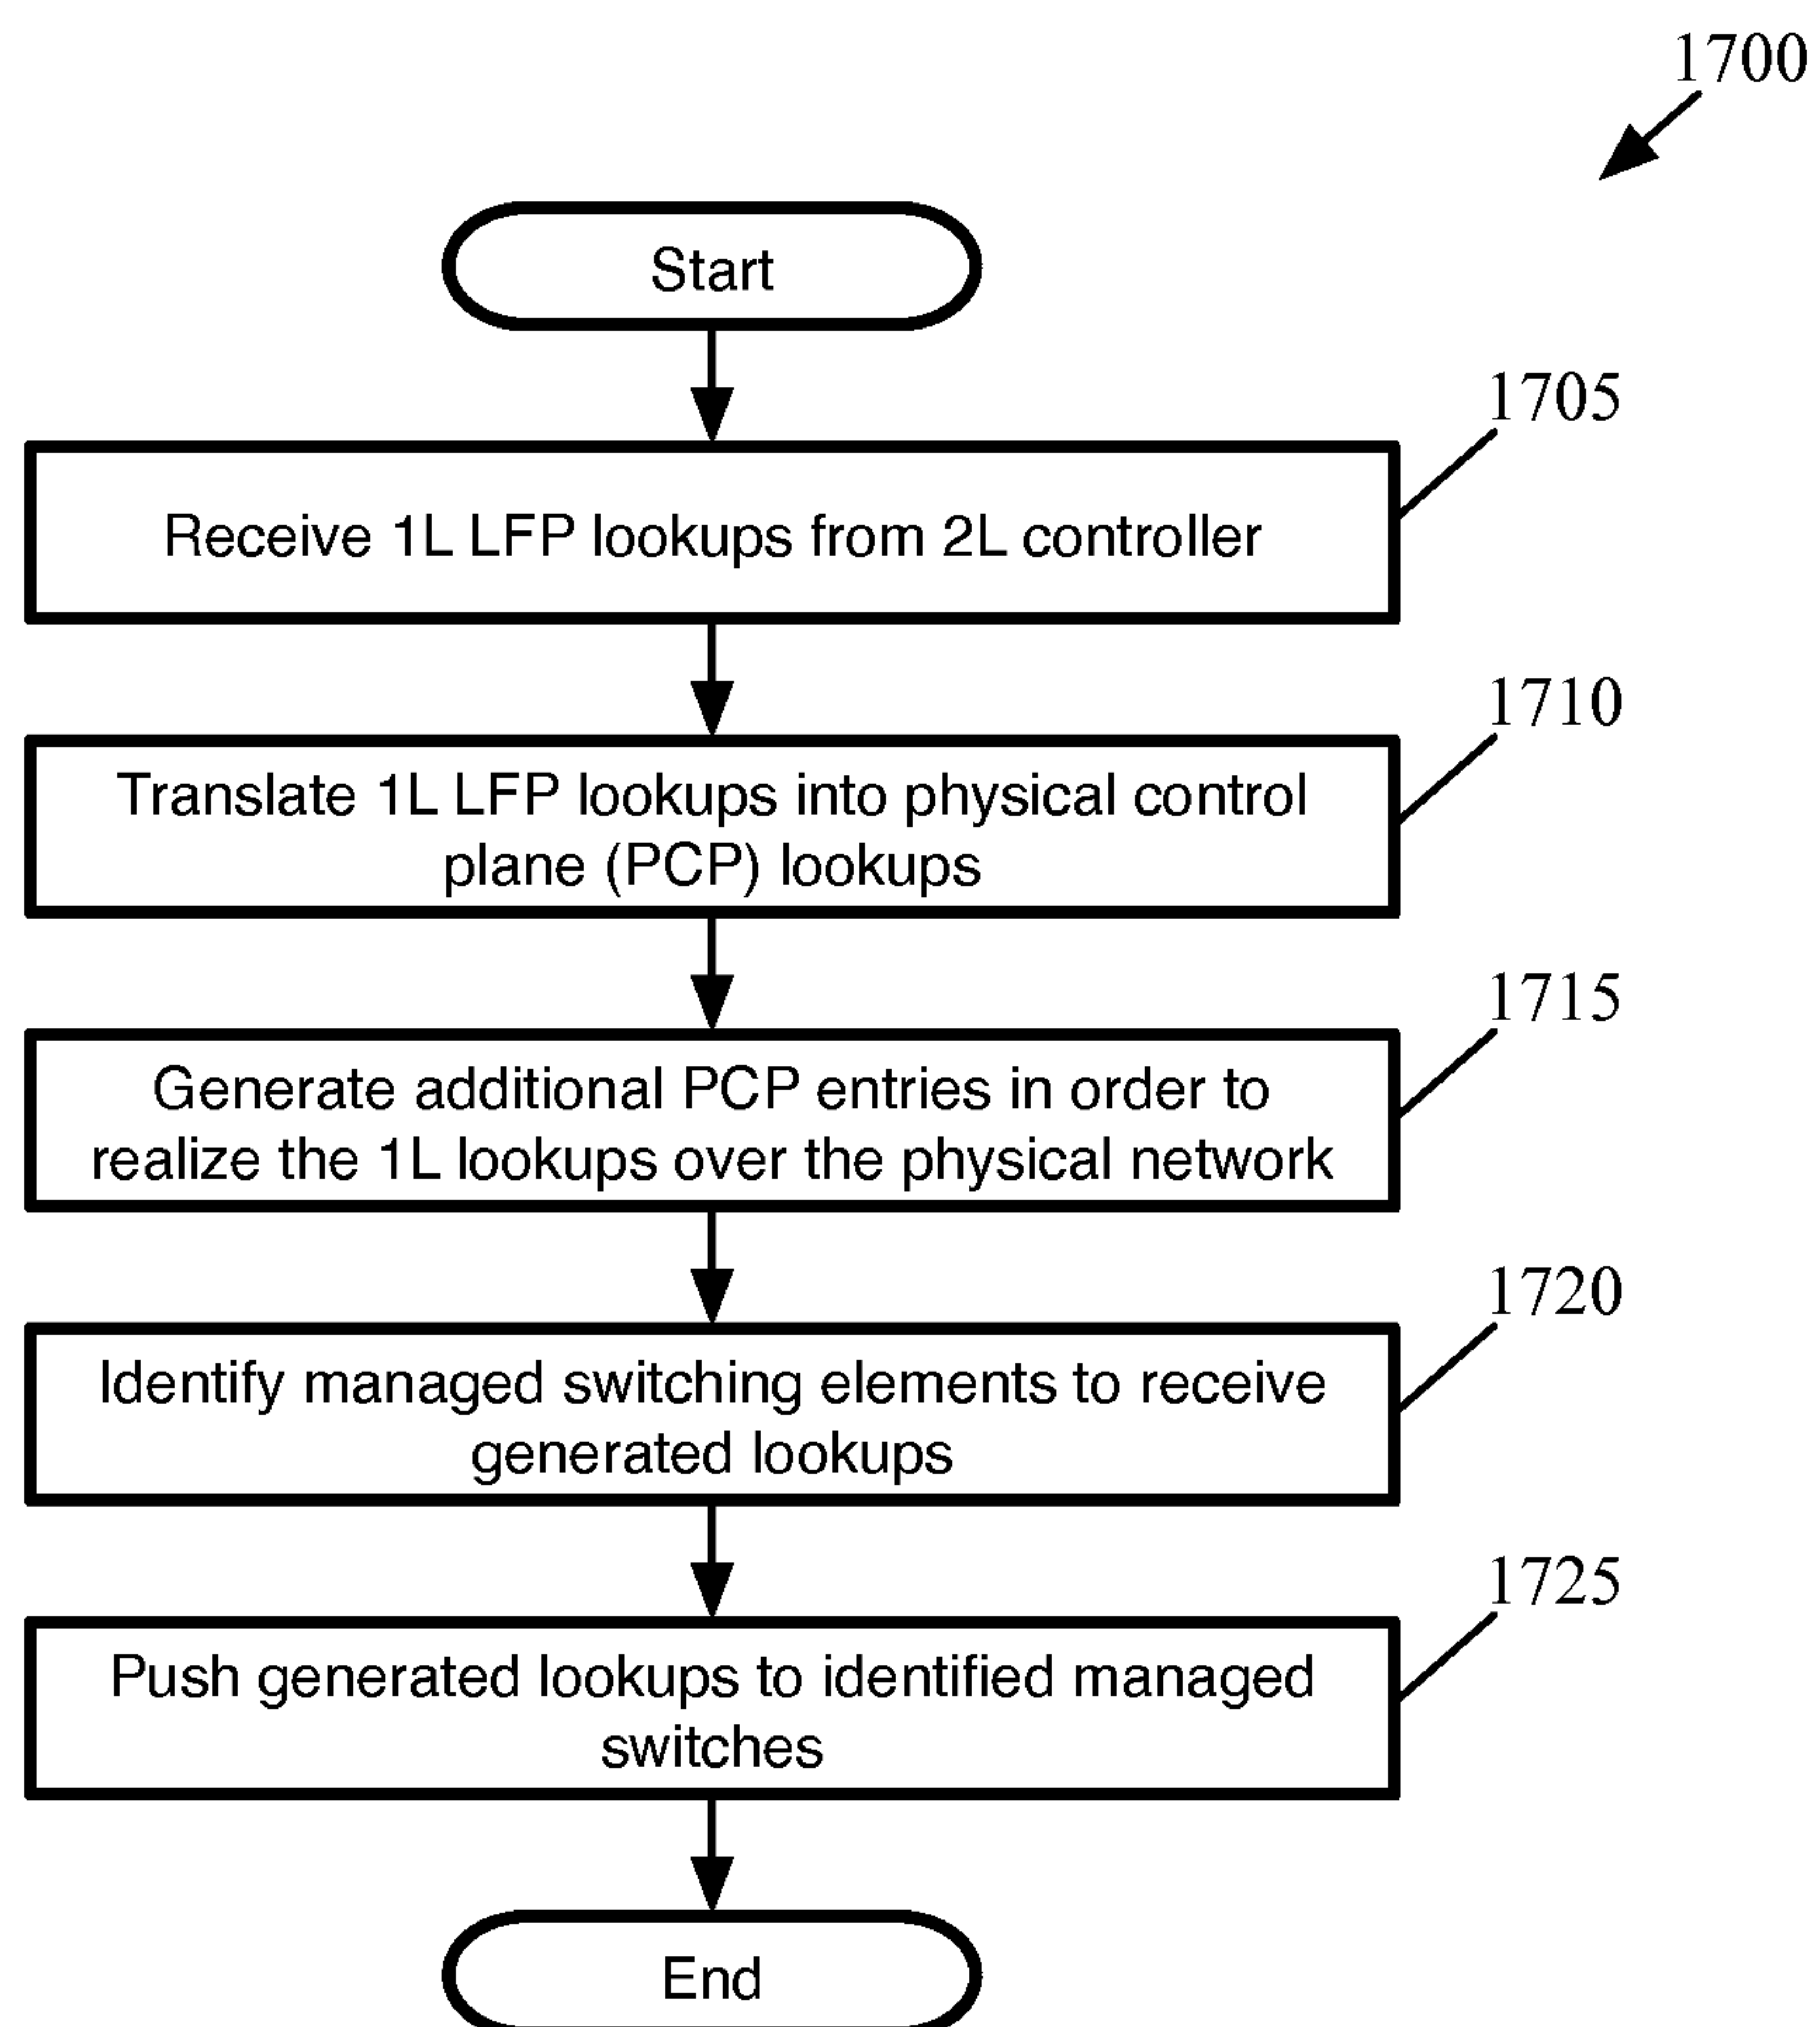 1700
Start
1705
Receive 1L LFP lookups from 2L controller
1710
Translate 1L LFP lookups into physical control
plane (PCP) lookups
1715
Generate additional PCP entries in order to
realize the 1L lookups over the physical network
1720
Identify managed switching elements to receive
generated lookups
1725
Push generated lookups to identified managed
switches
End